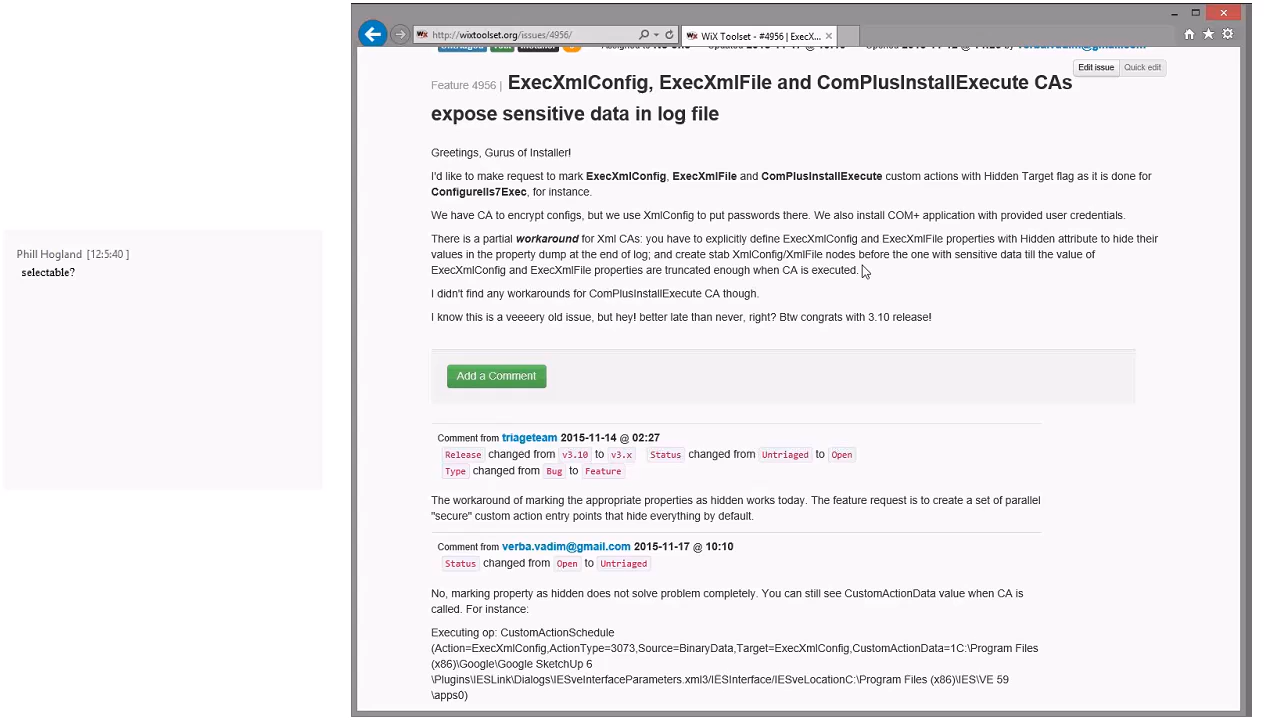 Phill Hogland [12:5:40 ]
selectable?
http://wixtoolset.org/issues/4956/
WiX Toolset - #4956 | ExecX...
Edit issue
Quick edit
Feature 4956 | ExecXmlConfig, ExecXmlFile and ComPlusInstallExecute CAs
expose sensitive data in log file
Greetings, Gurus of Installer!
I'd like to make request to mark ExecXmlConfig, ExecXmlFile and ComPlusInstallExecute custom actions with Hidden Target flag as it is done for
ConfigureIIs7Exec, for instance.
We have CA to encrypt configs, but we use XmlConfig to put passwords there. We also install COM+ application with provided user credentials.
There is a partial workaround for Xml CAs: you have to explicitly define ExecXmlConfig and ExecXmlFile properties with Hidden attribute to hide their
values in the property dump at the end of log; and create stab XmlConfig/XmlFile nodes before the one with sensitive data till the value of
ExecXmlConfig and ExecXmlFile properties are truncated enough when CA is executed.
I didn't find any workarounds for ComPlusInstallExecute CA though.
I know this is a veeeery old issue, but hey! better late than never, right? Btw congrats with 3.10 release!
Add a Comment
Comment from triageteam 2015-11-14 @ 02:27
Release changed from v3.10 to v3.x Status changed from Untriaged to Open
Type changed from Bug to Feature
The workaround of marking the appropriate properties as hidden works today. The feature request is to create a set of parallel
"secure" custom action entry points that hide everything by default.
Comment from verba.vadim@gmail.com 2015-11-17 @ 10:10
Status changed from Open to Untriaged
No, marking property as hidden does not solve problem completely. You can still see CustomActionData value when CA is
called. For instance:
Executing op: CustomActionSchedule
(Action=ExecXmlConfig,ActionType=3073,Source=BinaryData,Target=ExecXmlConfig,CustomActionData=1C:\Program Files
(x86)\Google\Google SketchUp 6
\Plugins\IESLink\Dialogs\IESveInterfaceParameters.xml3/IESInterface/IESveLocationC:\Program Files (x86)\IES\VE 59
\apps0)